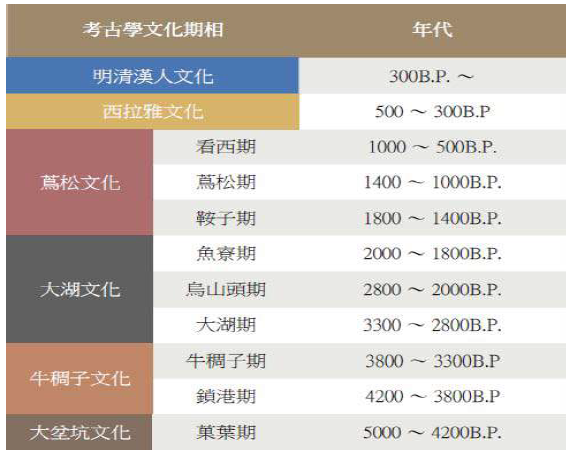 考古學文化期相 年代
明清漢人文化 300B.P. ～
西拉雅文化 500 ～ 300B.P
蔦松文化 看西期 1000 ～ 500B.P.
蔦松期 1400 ～ 1000B.P.
鞍子期 1800 ～ 1400B.P.
大湖文化 魚寮期 2000 ～ 1800B.P.
烏山頭期 2800 ～ 2000B.P.
大湖期 3300 ～ 2800B.P.
牛稠子文化 牛稠子期 3800 ～ 3300B.P
鎖港期 4200 ～ 3800B.P
大坌坑文化 菓葉期 5000 ～ 4200B.P.